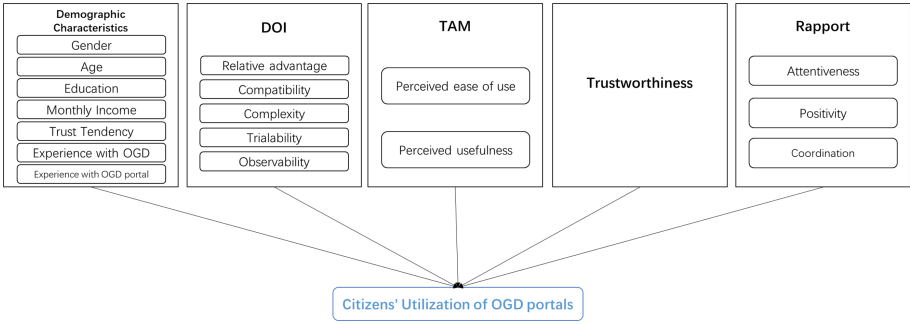 Demographic
Characteristics
Gender
Age
Education
Monthly Income
Trust Tendency
Experience with OGD
Experience with OGD portal
DOI
Relative advantage
Compatibility
Complexity
Trialability
Observability
TAM
Perceived ease of use
Perceived usefulness
Trustworthiness
Rapport
Attentiveness
Positivity
Coordination
Citizens' Utilization of OGD portals